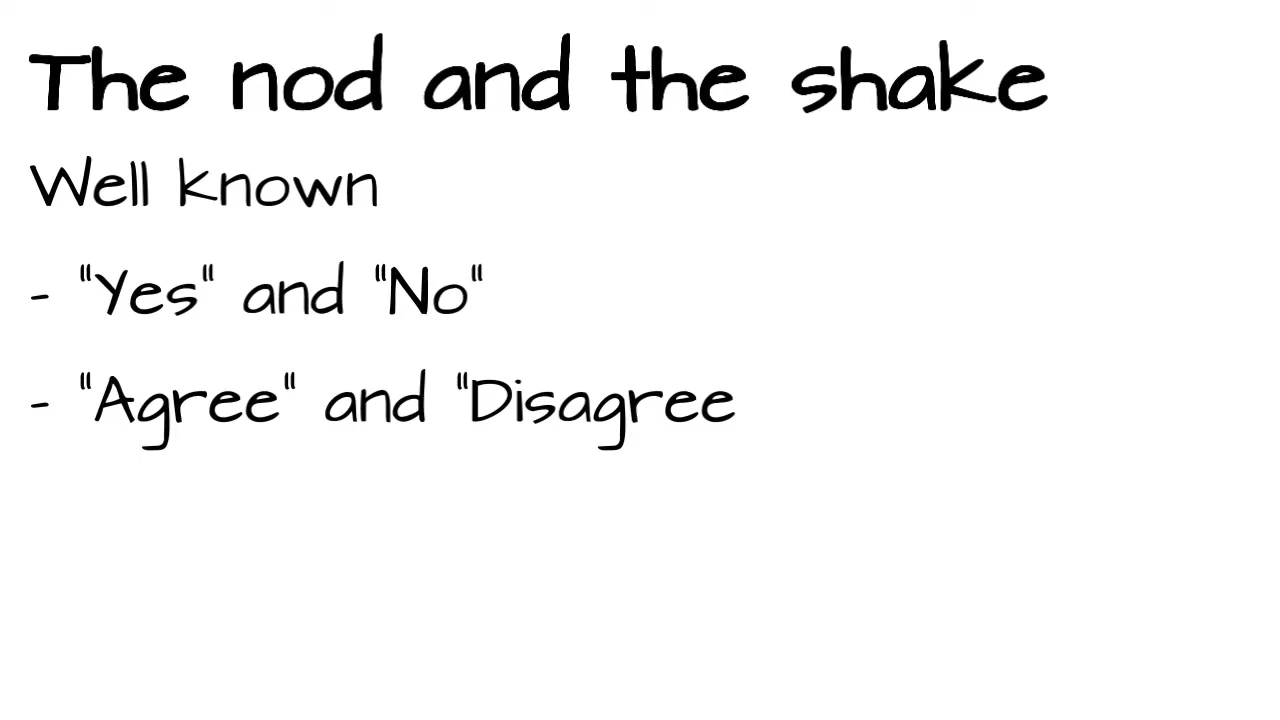 The nod and the shake
Well known
- "Yes" and "No"
- "Agree" and "Disagree